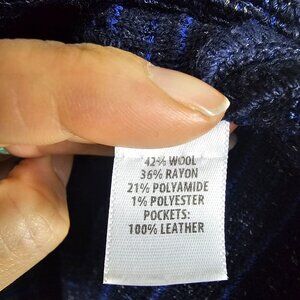 42% WOOL
36% RAYON
21% POLYAMIDE
1% POLYESTER
POCKETS:
100% LEATHER